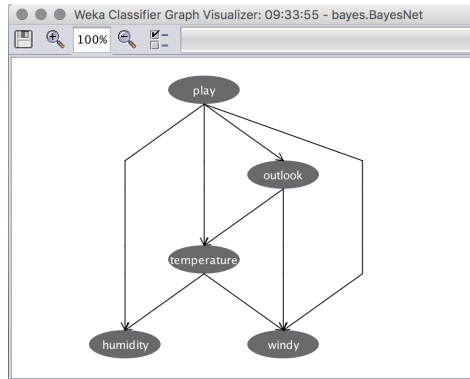 Weka Classifier Graph Visualizer: 09:33:55 - bayes.BayesNet
100%
play
outlook
temperature
humidity windy